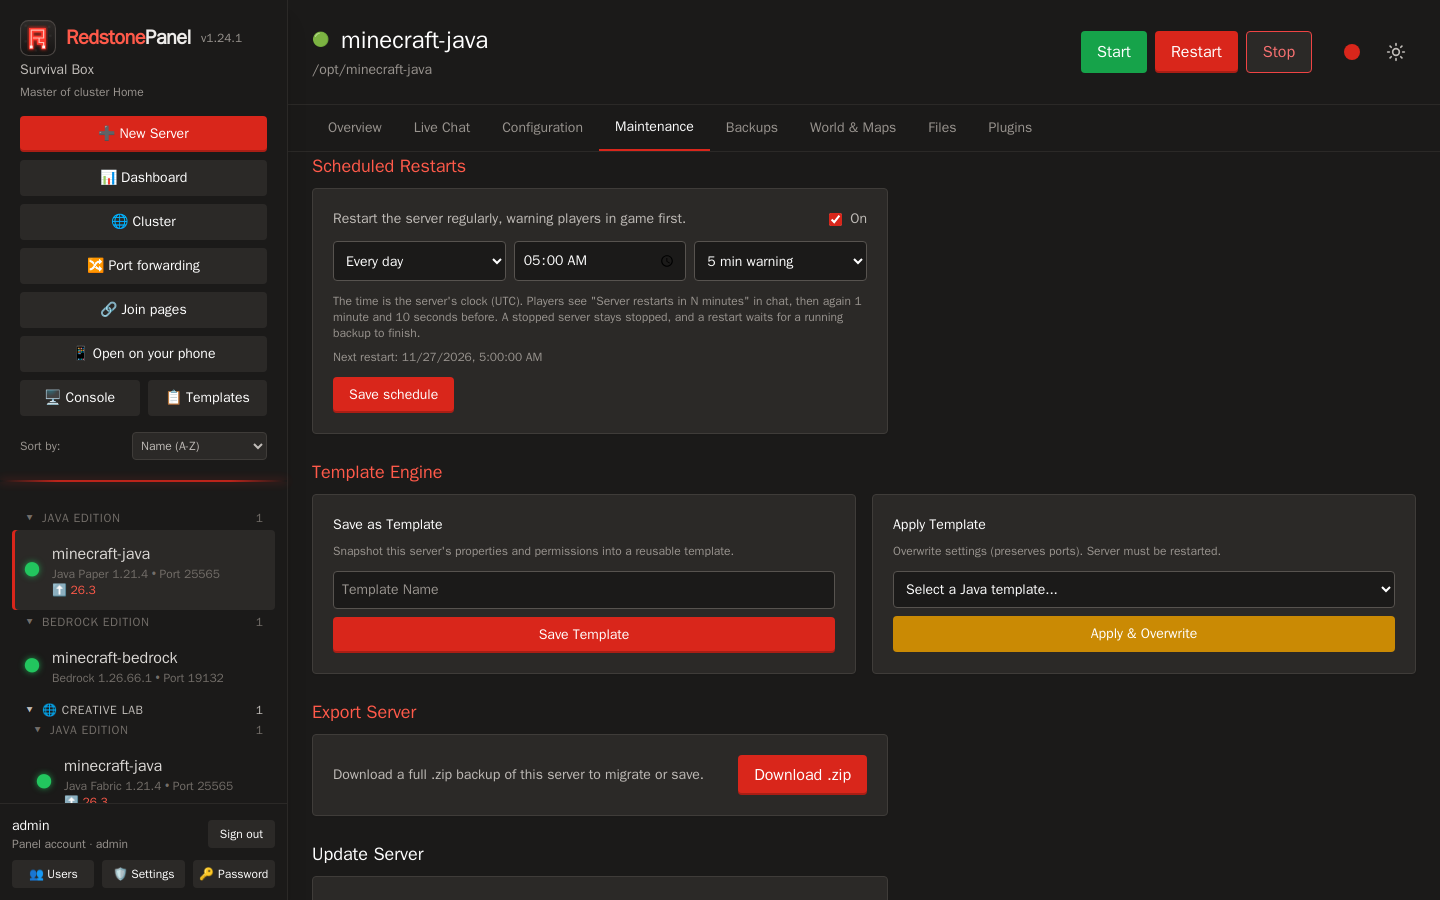 RedstonePanel v1.24.1
Survival Box
Master of cluster Home
➕ New Server
📊 Dashboard
🌐 Cluster
🔀 Port forwarding
🔗 Join pages
📱 Open on your phone
🖥️ Console
📋 Templates
Sort by:
Name (A-Z)
▼ JAVA EDITION 1
minecraft-java
Java Paper 1.21.4 • Port 25565
⬆️ 26.3
▼ BEDROCK EDITION 1
minecraft-bedrock
Bedrock 1.26.66.1 • Port 19132
▼ 🌐 CREATIVE LAB 1
▼ JAVA EDITION 1
minecraft-java
Java Fabric 1.21.4 • Port 25565
⬆️ 26.3
admin
Panel account · admin
Sign out
👥 Users
🛡️ Settings
🔑 Password
minecraft-java
/opt/minecraft-java
Start
Restart
Stop
Overview
Live Chat
Configuration
Maintenance
Backups
World & Maps
Files
Plugins
Scheduled Restarts
Restart the server regularly, warning players in game first.
On
Every day
05:00 AM
5 min warning
The time is the server's clock (UTC). Players see "Server restarts in N minutes" in chat, then again 1
minute and 10 seconds before. A stopped server stays stopped, and a restart waits for a running
backup to finish.
Next restart: 11/27/2026, 5:00:00 AM
Save schedule
Template Engine
Save as Template
Snapshot this server's properties and permissions into a reusable template.
Template Name
Save Template
Apply Template
Overwrite settings (preserves ports). Server must be restarted.
Select a Java template...
Apply & Overwrite
Export Server
Download a full .zip backup of this server to migrate or save.
Download .zip
Update Server